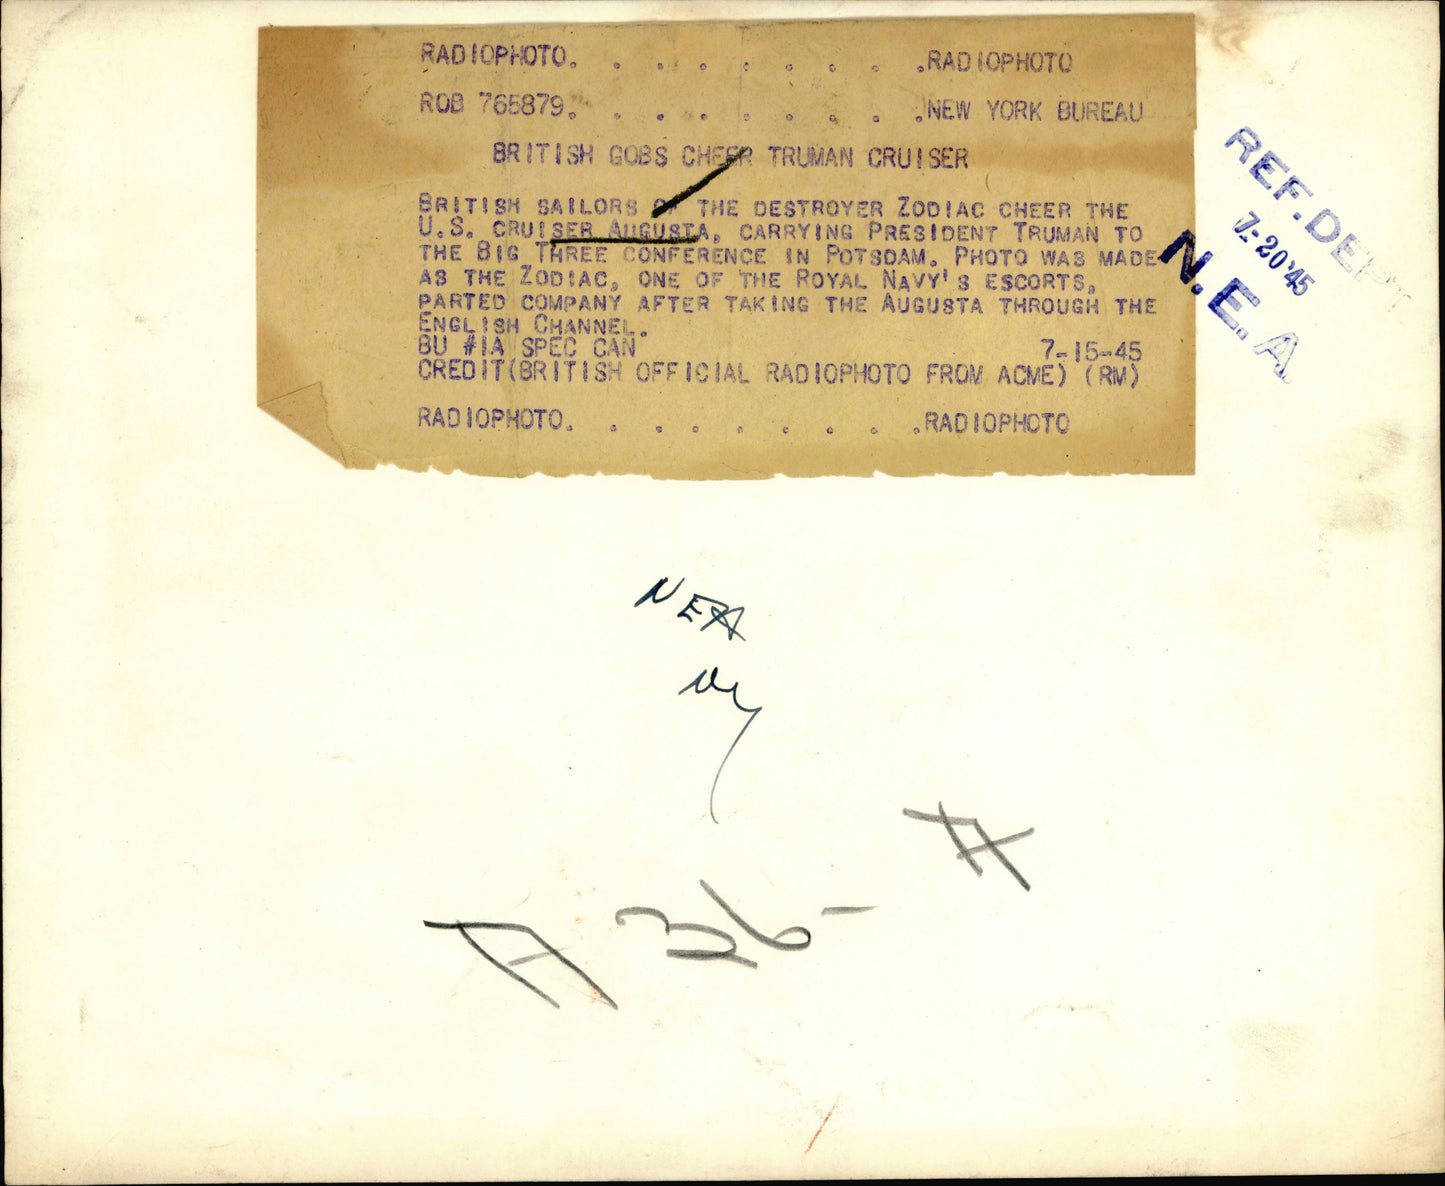 RADIOPHOTO. . . . . . . . .RADIOPHOTO
ROB 765879. . . . . . . . .NEW YORK BUREAU
BRITISH GOBS CHEER TRUMAN CRUISER
BRITISH SAILORS OF THE DESTROYER ZODIAC CHEER THE
U.S. CRUISER AUGUSTA, CARRYING PRESIDENT TRUMAN TO
THE BIG THREE CONFERENCE IN POTSDAM. PHOTO WAS MADE
AS THE ZODIAC, ONE OF THE ROYAL NAVY'S ESCORTS,
PARTED COMPANY AFTER TAKING THE AUGUSTA THROUGH THE
ENGLISH CHANNEL.
BU #1A SPEC CAN 7-15-45
CREDIT(BRITISH OFFICIAL RADIOPHOTO FROM ACME) (RM)
RADIOPHOTO. . . . . . . . .RADIOPHOTO
REF. DEPT
7-20'45
N.E.A.
NEA
A 36-A